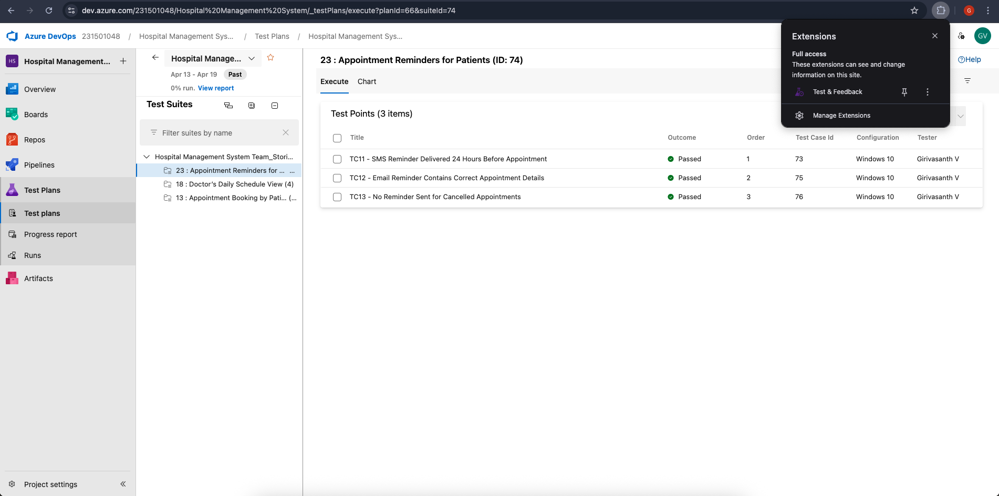 dev.azure.com/231501048/Hospital%20Management%20System/_testPlans/execute?planId=66&suiteId=74
G
Azure DevOps 231501048 / Hospital Management Sys... / Test Plans / Hospital Management Sys...
GV
HS Hospital Management...
Overview
Boards
Repos
Pipelines
Test Plans
Test plans
Progress report
Runs
Artifacts
Project settings
Hospital Manage...
Apr 13 - Apr 19 Past
0% run. View report
Test Suites
Filter suites by name
Hospital Management System Team_Stori...
23 : Appointment Reminders for ... ...
18 : Doctor's Daily Schedule View (4)
13 : Appointment Booking by Pati... (...
23 : Appointment Reminders for Patients (ID: 74)
Help
Execute Chart
Test Points (3 items)
Title Outcome Order Test Case Id Configuration Tester
TC11 - SMS Reminder Delivered 24 Hours Before Appointment Passed 1 73 Windows 10 Girivasanth V
TC12 - Email Reminder Contains Correct Appointment Details Passed 2 75 Windows 10 Girivasanth V
TC13 - No Reminder Sent for Cancelled Appointments Passed 3 76 Windows 10 Girivasanth V
Extensions
Full access
These extensions can see and change
information on this site.
Test & Feedback
Manage Extensions